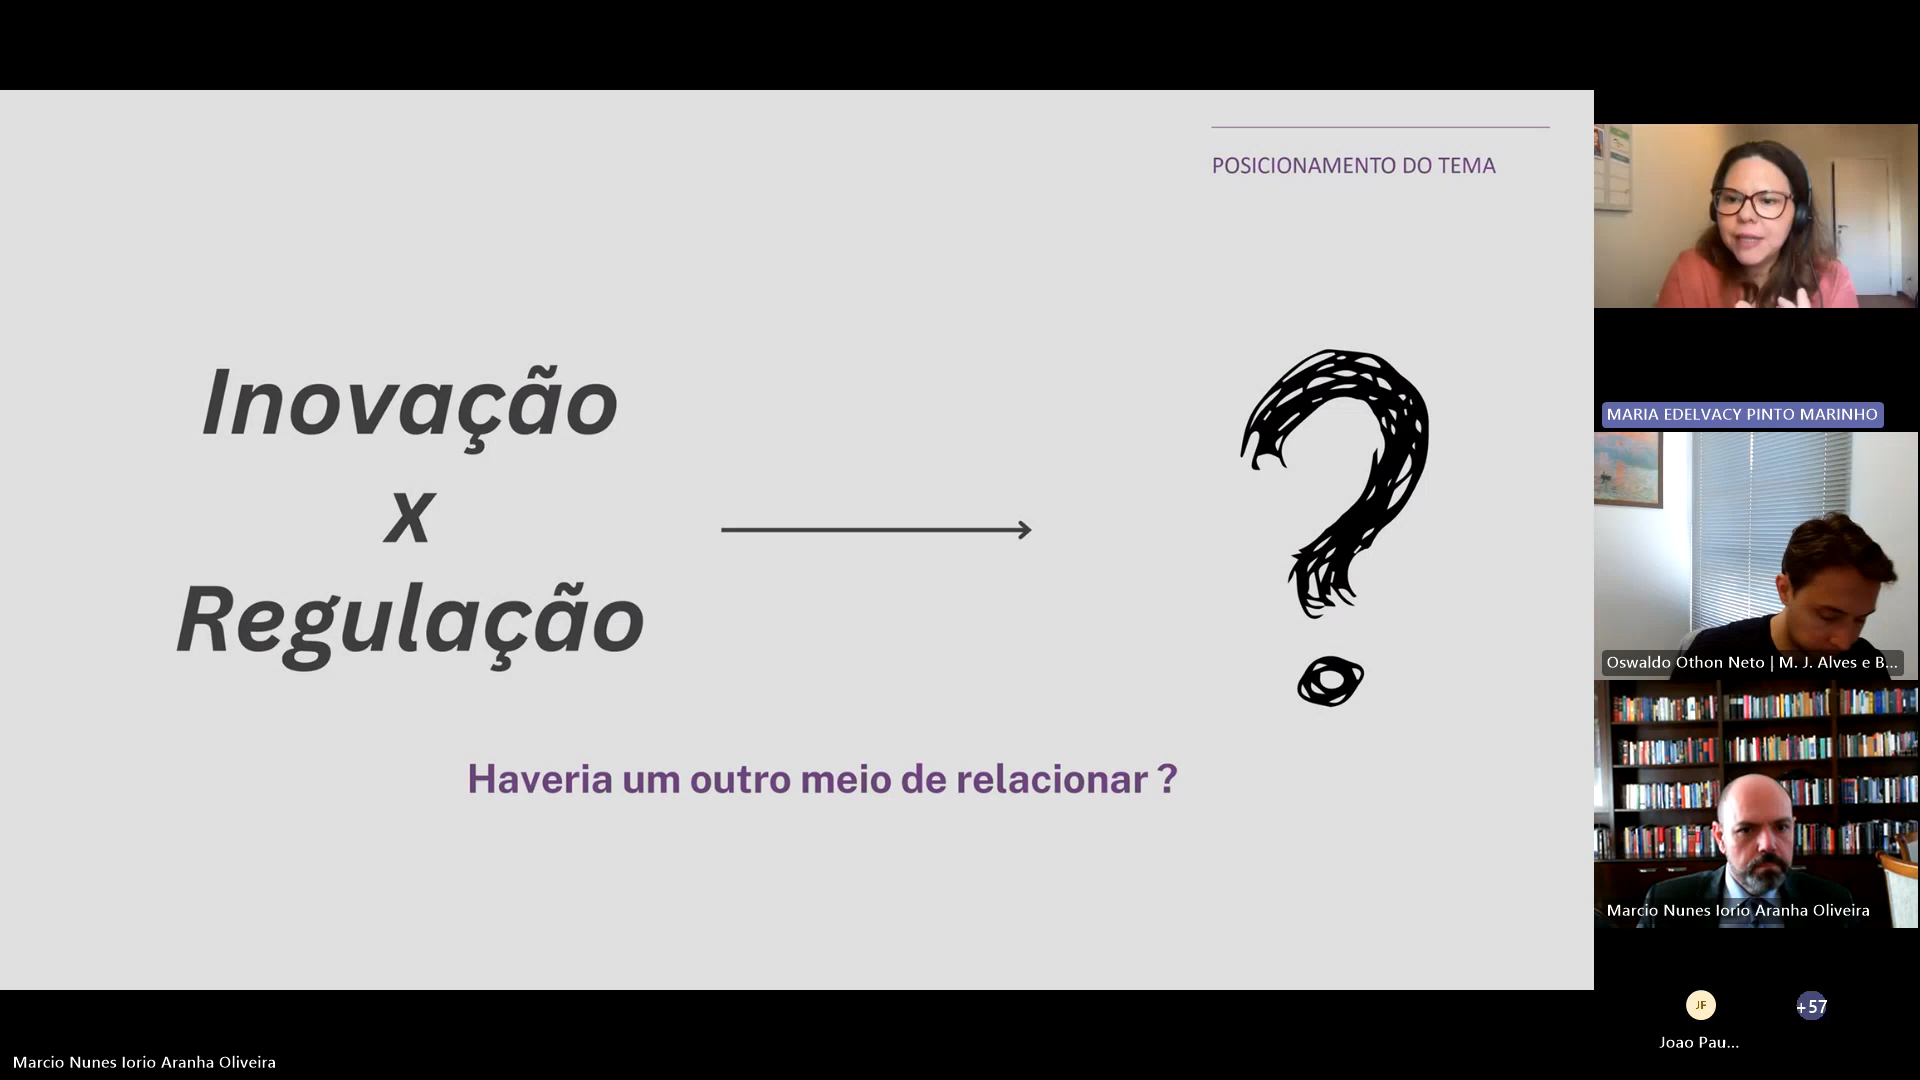 POSICIONAMENTO DO TEMA
Inovação
x
Regulação
Haveria um outro meio de relacionar ?
MARIA EDELVACY PINTO MARINHO
Oswaldo Othon Neto | M. J. Alves e B...
Marcio Nunes Iorio Aranha Oliveira
JF
+57
Joao Pau...
Marcio Nunes Iorio Aranha Oliveira